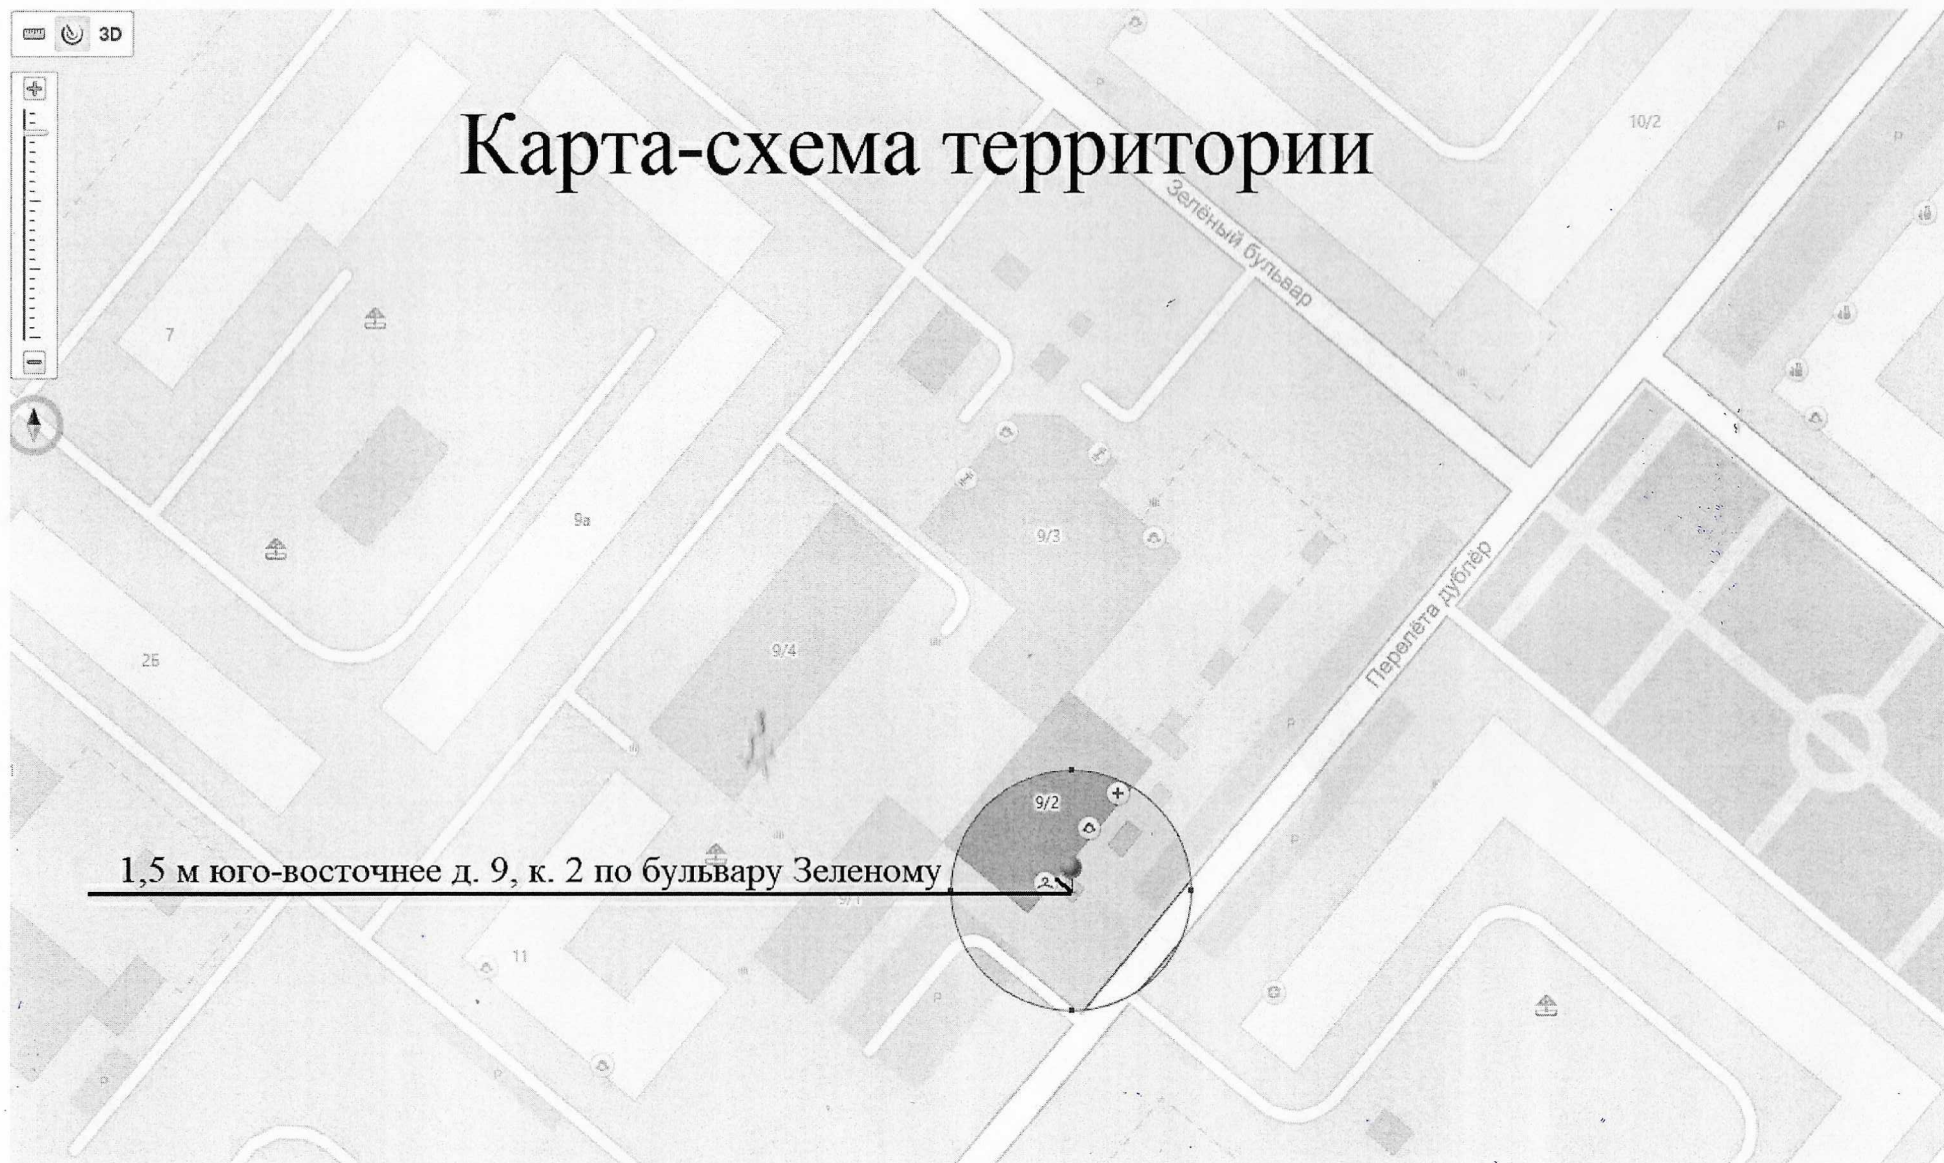 3D
Карта-схема территории
10/2
Зелёный бульвар
7
9а
9/3
Перелёта дублёр
2Б
9/4
9/2
1,5 м юго-восточнее д. 9, к. 2 по бульвару Зеленому
9/1
11
P
P
P
P
P
P
P
P